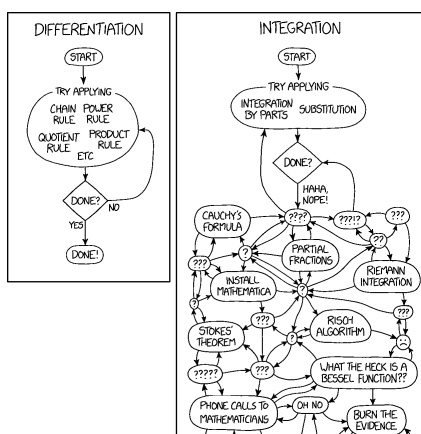 DIFFERENTIATION
START
TRY APPLYING
CHAIN RULE
POWER RULE
QUOTIENT RULE
PRODUCT RULE
ETC
DONE?
NO
YES
DONE!
INTEGRATION
START
TRY APPLYING
INTEGRATION BY PARTS
SUBSTITUTION
DONE?
HAHA, NOPE!
CAUCHY'S FORMULA
????
???!?
???
??
???
?
PARTIAL FRACTIONS
RIEMANN INTEGRATION
INSTALL MATHEMATICA
?
?
???
???
STOKES' THEOREM
?
RISCH ALGORITHM
?????
???
WHAT THE HECK IS A BESSEL FUNCTION??
PHONE CALLS TO MATHEMATICIANS
OH NO
BURN THE EVIDENCE